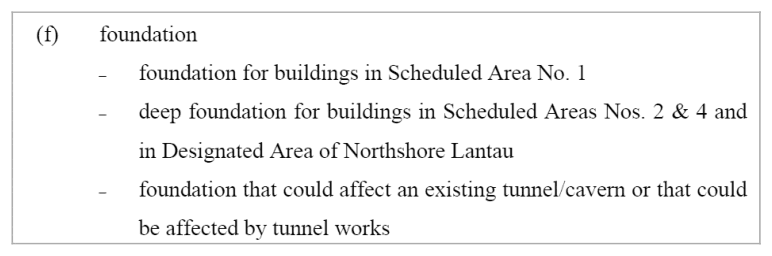 (f) foundation
– foundation for buildings in Scheduled Area No. 1
– deep foundation for buildings in Scheduled Areas Nos. 2 & 4 and
in Designated Area of Northshore Lantau
– foundation that could affect an existing tunnel/cavern or that could
be affected by tunnel works